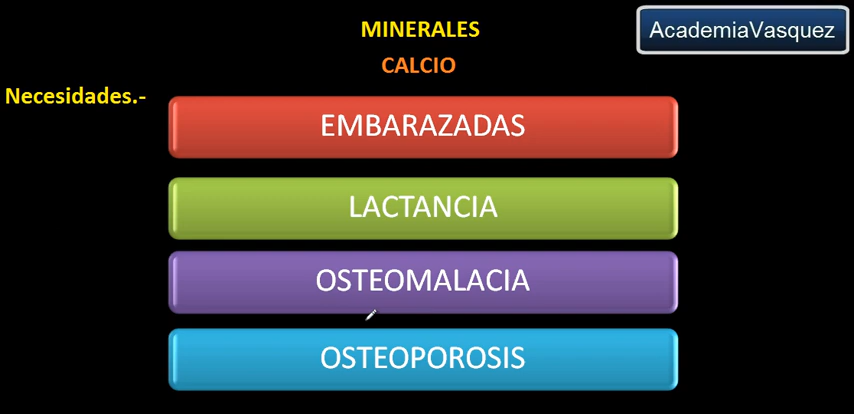 MINERALES
AcademiaVasquez
CALCIO
Necesidades.-
EMBARAZADAS
LACTANCIA
OSTEOMALACIA
OSTEOPOROSIS